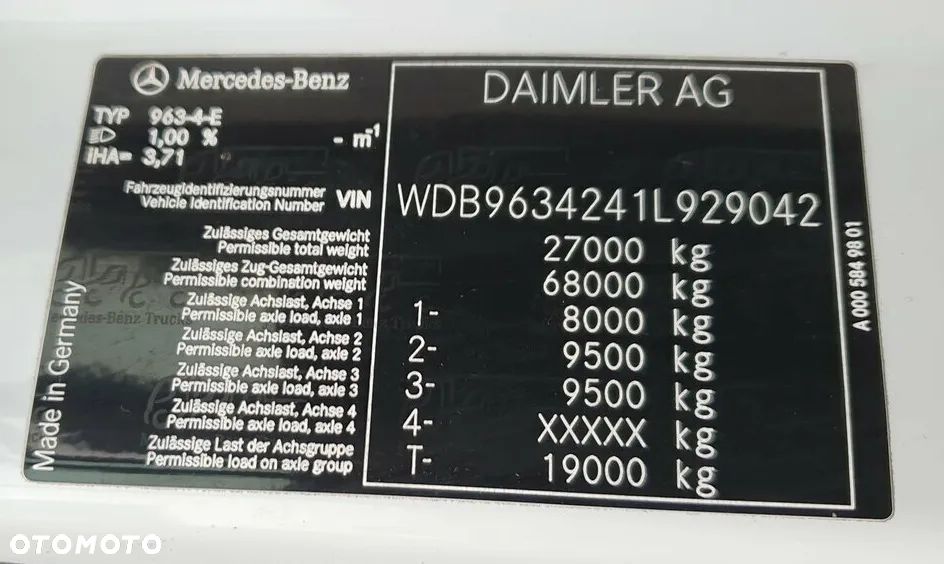 Mercedes-Benz
DAIMLER AG
TYP 963-4-E
1,00 % - m-1
iHA= 3,71
Fahrzeugidentifizierungsnummer
Vehicle Identification Number VIN WDB9634241L929042
Zulässiges Gesamtgewicht
Permissible total weight 27000 kg
Zulässiges Zug-Gesamtgewicht
Permissible combination weight 68000 kg
Zulässige Achslast, Achse 1
Permissible axle load, axle 1 1- 8000 kg
Zulässige Achslast, Achse 2
Permissible axle load, axle 2 2- 9500 kg
Zulässige Achslast, Achse 3
Permissible axle load, axle 3 3- 9500 kg
Zulässige Achslast, Achse 4
Permissible axle load, axle 4 4- XXXXX kg
Zulässige Last der Achsgruppe
Permissible load on axle group T- 19000 kg
Made in Germany
A 000 584 98 01
OTOMOTO